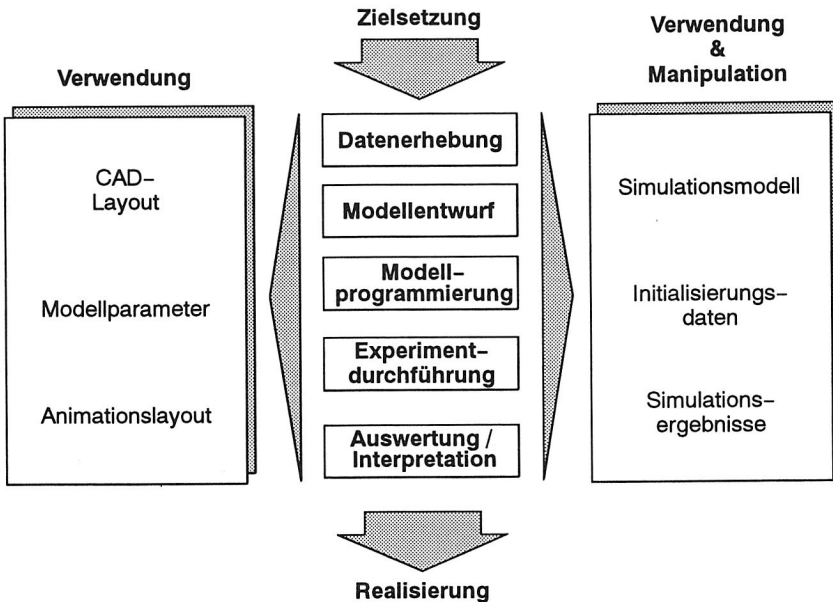 Zielsetzung
Verwendung
CAD–
Layout
Modellparameter
Animationslayout
Datenerhebung
Modellentwurf
Modell–
programmierung
Experiment–
durchführung
Auswertung /
Interpretation
Verwendung
&
Manipulation
Simulationsmodell
Initialisierungs–
daten
Simulations–
ergebnisse
Realisierung